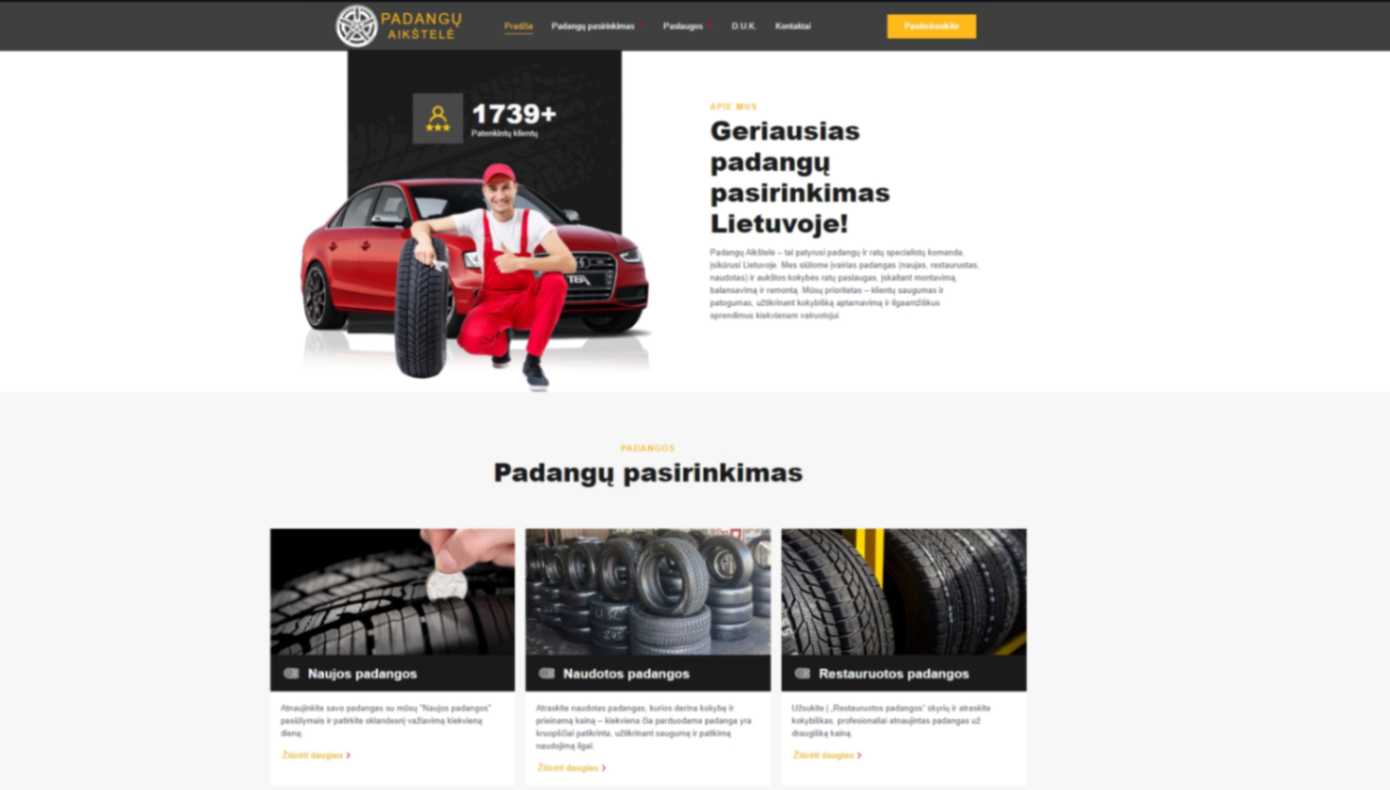 PADANGŲ
AIKŠTELĖ
Pradžia
Padangų pasirinkimas
Paslaugos
D.U.K.
Kontaktai
1739+
Patenkintų klientų
APIE MUS
Geriausias
padangų
pasirinkimas
Lietuvoje!
Padangų Aikštelė – tai patyrusi padangų ir ratų specialistų komanda,
įsikūrusi Lietuvoje. Mes siūlome įvairias padangas (naujas, restauruotas,
naudotas) ir aukštos kokybės ratų paslaugas, įskaitant montavimą,
balansavimą ir remontą. Mūsų prioritetas – klientų saugumas ir
patogumas, užtikrinant kokybišką aptarnavimą ir ilgaamžiškus
sprendimus kiekvienam vairuotojui.
PADANGOS
Padangų pasirinkimas
Naujos padangos
Atnaujinkite savo padangas su mūsų "Naujos padangos"
pasiūlymais ir patirkite sklandesnį važiavimą kiekvieną
dieną.
Žiūrėti daugiau
Naudotos padangos
Atraskite naudotas padangas, kurios derina kokybę ir
prieinamą kainą – kiekviena čia parduodama padanga yra
kruopščiai patikrinta, užtikrinant saugumą ir patikimą
naudojimą ilgai.
Žiūrėti daugiau
Restauruotos padangos
Užsukite į „Restauruotos padangos" skyrių ir atraskite
kokybiškas, profesionaliai atnaujintas padangas už
draugišką kainą.
Žiūrėti daugiau